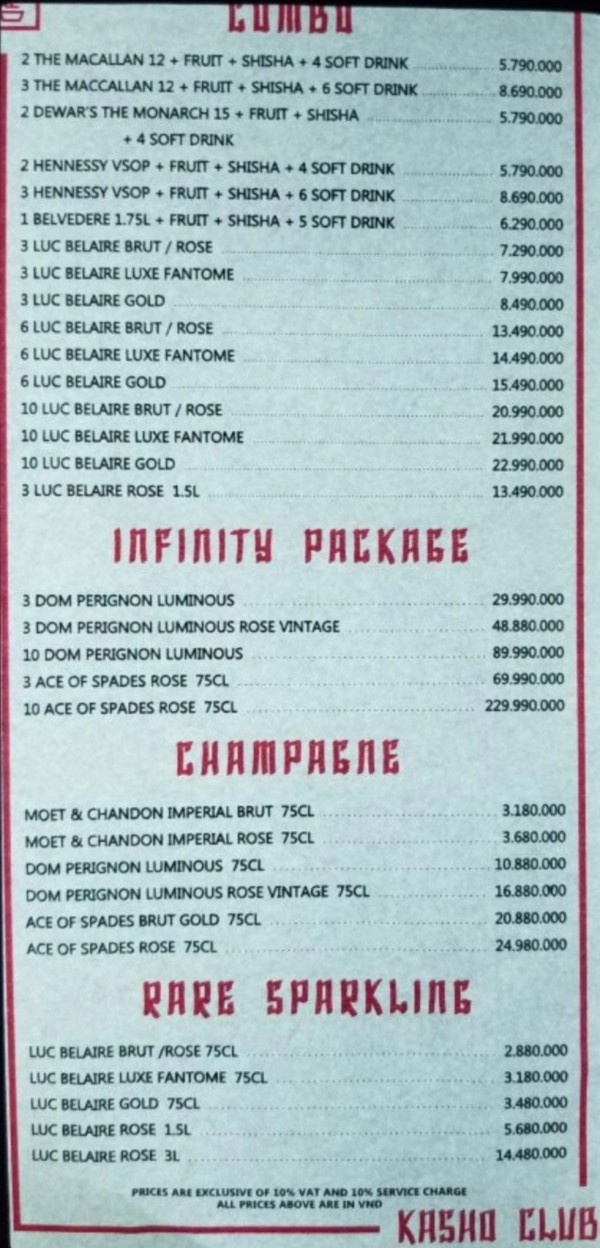 COMBO
2 THE MACALLAN 12 + FRUIT + SHISHA + 4 SOFT DRINK 5.790.000
3 THE MACCALLAN 12 + FRUIT + SHISHA + 6 SOFT DRINK 8.690.000
2 DEWAR'S THE MONARCH 15 + FRUIT + SHISHA 5.790.000
+ 4 SOFT DRINK
2 HENNESSY VSOP + FRUIT + SHISHA + 4 SOFT DRINK 5.790.000
3 HENNESSY VSOP + FRUIT + SHISHA + 6 SOFT DRINK 8.690.000
1 BELVEDERE 1.75L + FRUIT + SHISHA + 5 SOFT DRINK 6.290.000
3 LUC BELAIRE BRUT / ROSE 7.290.000
3 LUC BELAIRE LUXE FANTOME 7.990.000
3 LUC BELAIRE GOLD 8.490.000
6 LUC BELAIRE BRUT / ROSE 13.490.000
6 LUC BELAIRE LUXE FANTOME 14.490.000
6 LUC BELAIRE GOLD 15.490.000
10 LUC BELAIRE BRUT / ROSE 20.990.000
10 LUC BELAIRE LUXE FANTOME 21.990.000
10 LUC BELAIRE GOLD 22.990.000
3 LUC BELAIRE ROSE 1.5L 13.490.000
INFINITY PACKAGE
3 DOM PERIGNON LUMINOUS 29.990.000
3 DOM PERIGNON LUMINOUS ROSE VINTAGE 48.880.000
10 DOM PERIGNON LUMINOUS 89.990.000
3 ACE OF SPADES ROSE 75CL 69.990.000
10 ACE OF SPADES ROSE 75CL 229.990.000
CHAMPAGNE
MOET & CHANDON IMPERIAL BRUT 75CL 3.180.000
MOET & CHANDON IMPERIAL ROSE 75CL 3.680.000
DOM PERIGNON LUMINOUS 75CL 10.880.000
DOM PERIGNON LUMINOUS ROSE VINTAGE 75CL 16.880.000
ACE OF SPADES BRUT GOLD 75CL 20.880.000
ACE OF SPADES ROSE 75CL 24.980.000
RARE SPARKLING
LUC BELAIRE BRUT /ROSE 75CL 2.880.000
LUC BELAIRE LUXE FANTOME 75CL 3.180.000
LUC BELAIRE GOLD 75CL 3.480.000
LUC BELAIRE ROSE 1.5L 5.680.000
LUC BELAIRE ROSE 3L 14.480.000
PRICES ARE EXCLUSIVE OF 10% VAT AND 10% SERVICE CHARGE
ALL PRICES ABOVE ARE IN VND
KASHO CLUB